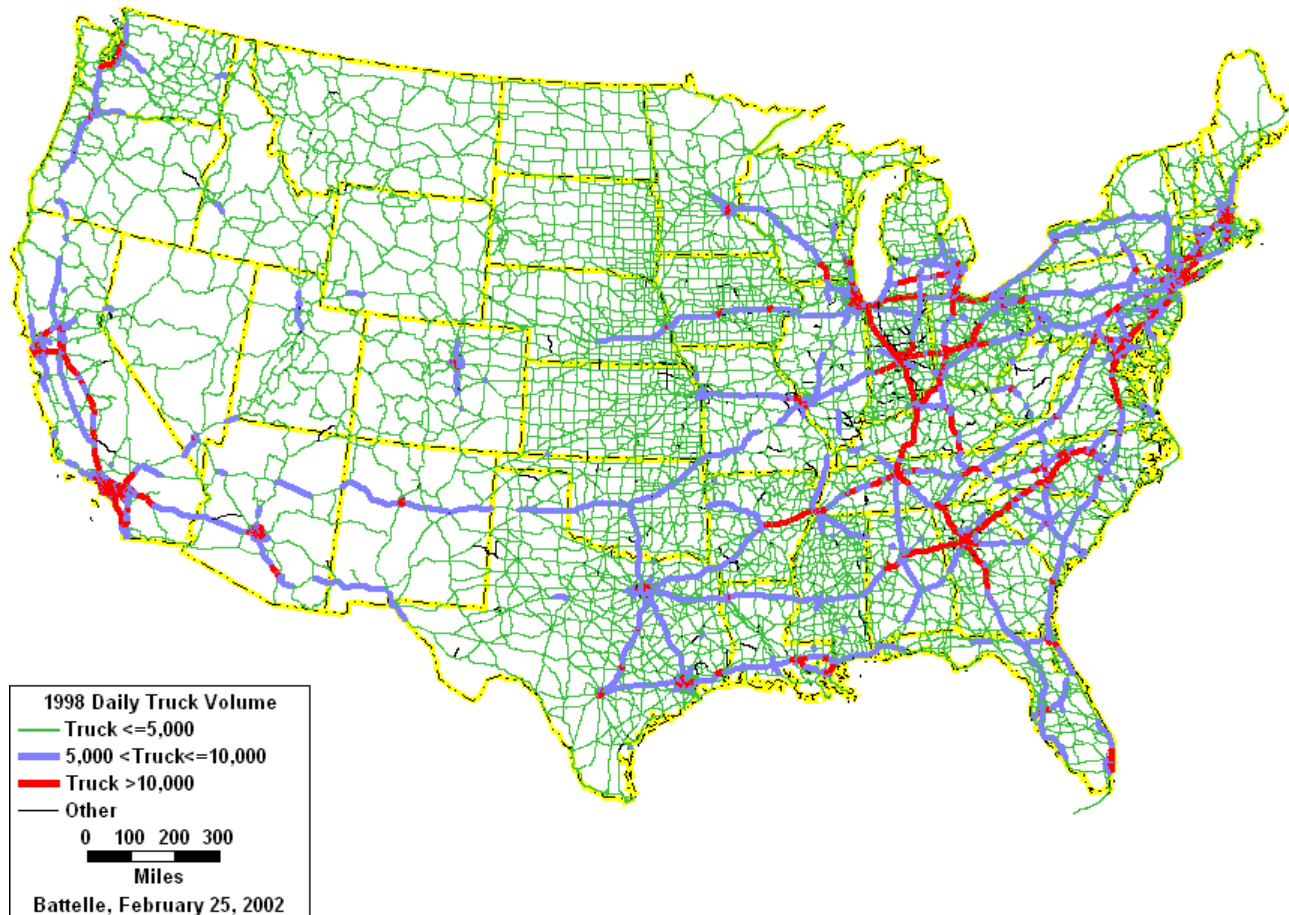 1998 Daily Truck Volume
Truck <=5,000
5,000 <Truck<=10,000
Truck >10,000
Other
0 100 200 300
Miles
Battelle, February 25, 2002